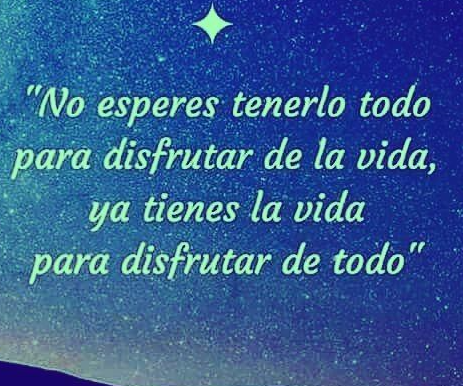 "No esperes tenerlo todo
para disfrutar de la vida,
ya tienes la vida
para disfrutar de todo"